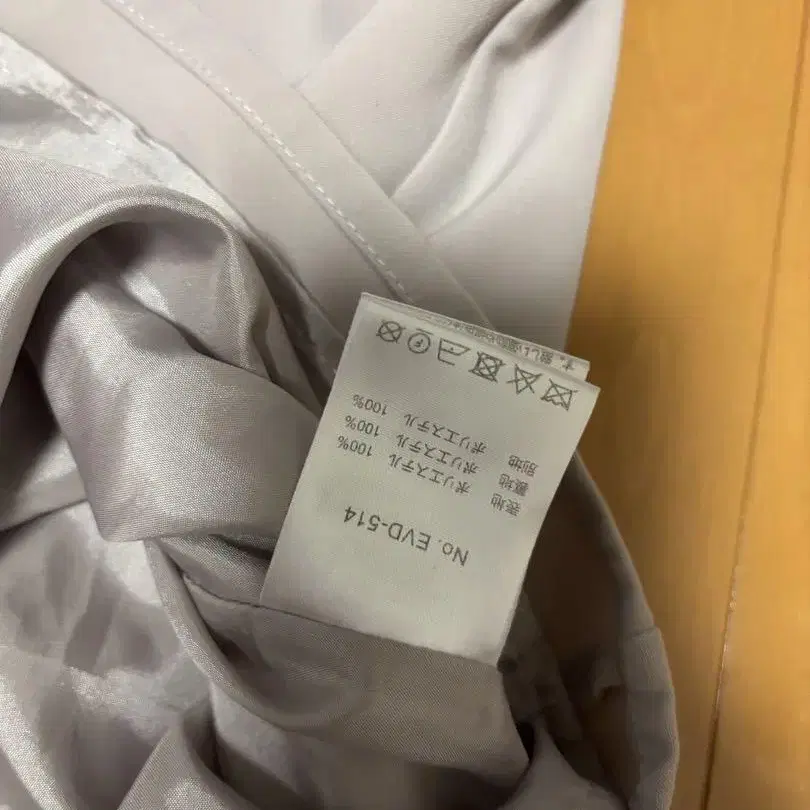 No. EVD-514
表地 ポリエステル 100%
裏地 ポリエステル 100%
別地 ポリエステル 100%
F